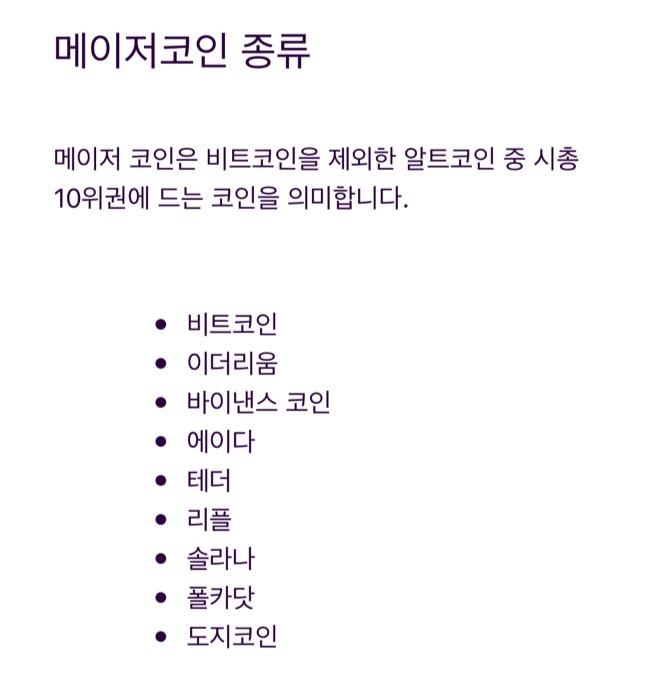 메이저코인 종류
메이저 코인은 비트코인을 제외한 알트코인 중 시총
10위권에 드는 코인을 의미합니다.
• 비트코인
• 이더리움
• 바이낸스 코인
• 에이다
• 테더
• 리플
• 솔라나
• 폴카닷
• 도지코인